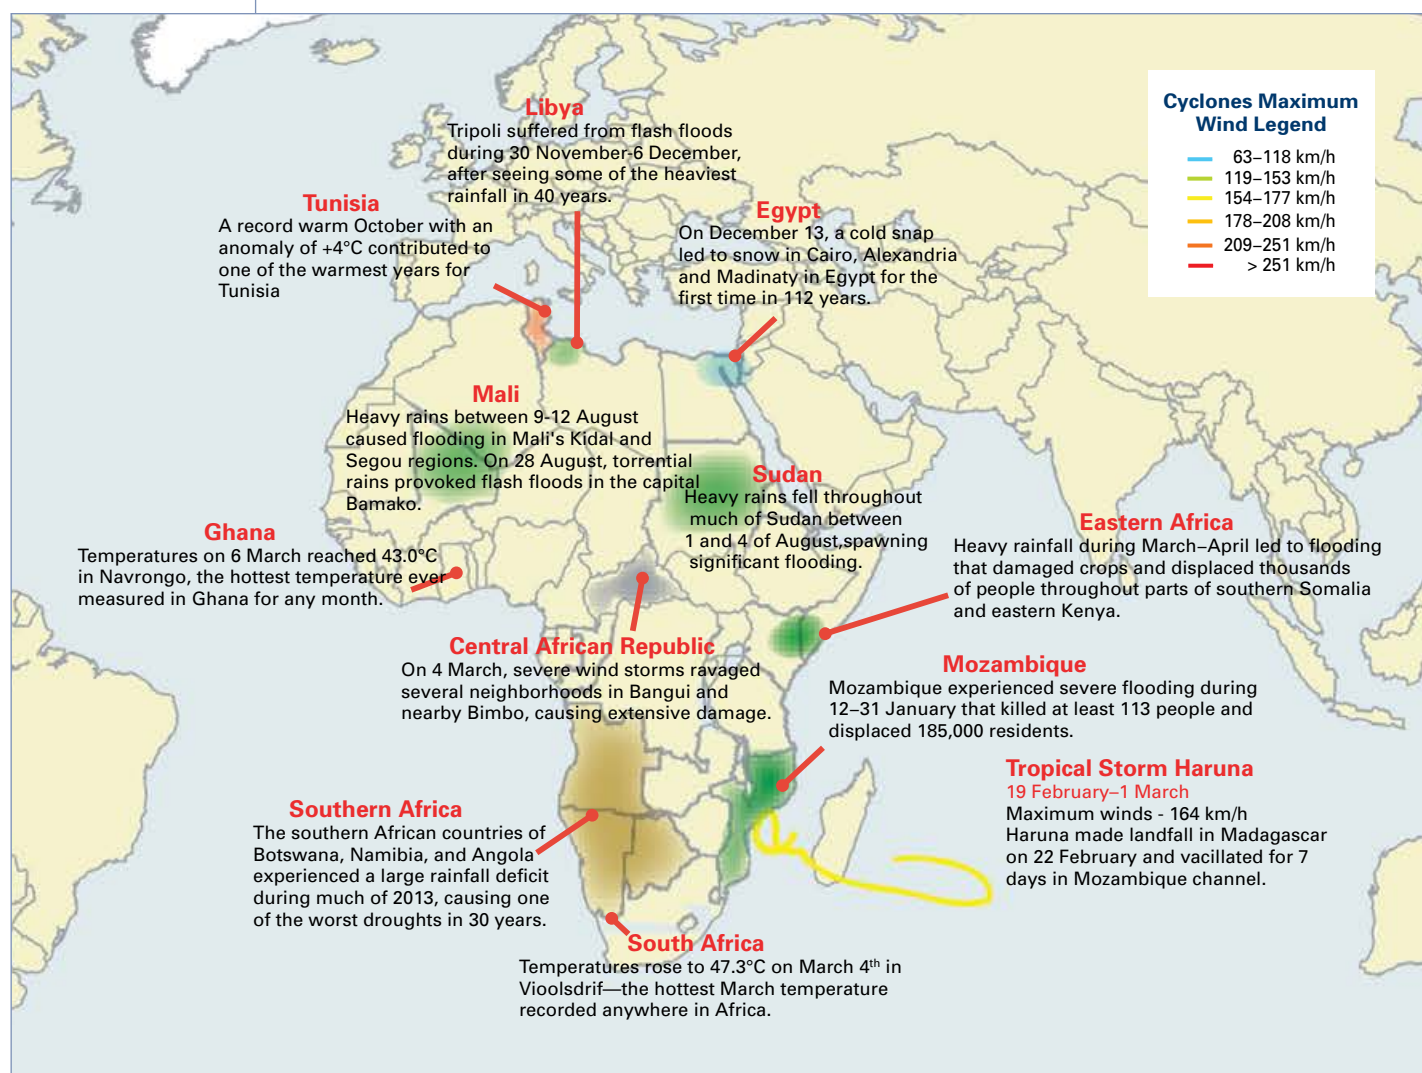 Cyclones Maximum
Wind Legend
63–118 km/h
119–153 km/h
154–177 km/h
178–208 km/h
209–251 km/h
> 251 km/h
Libya
Tripoli suffered from flash floods
during 30 November-6 December,
after seeing some of the heaviest
rainfall in 40 years.
Tunisia
A record warm October with an
anomaly of +4°C contributed to
one of the warmest years for
Tunisia
Egypt
On December 13, a cold snap
led to snow in Cairo, Alexandria
and Madinaty in Egypt for the
first time in 112 years.
Mali
Heavy rains between 9-12 August
caused flooding in Mali's Kidal and
Segou regions. On 28 August, torrential
rains provoked flash floods in the capital
Bamako.
Sudan
Heavy rains fell throughout
much of Sudan between
1 and 4 of August,spawning
significant flooding.
Ghana
Temperatures on 6 March reached 43.0°C
in Navrongo, the hottest temperature ever
measured in Ghana for any month.
Eastern Africa
Heavy rainfall during March–April led to flooding
that damaged crops and displaced thousands
of people throughout parts of southern Somalia
and eastern Kenya.
Central African Republic
On 4 March, severe wind storms ravaged
several neighborhoods in Bangui and
nearby Bimbo, causing extensive damage.
Mozambique
Mozambique experienced severe flooding during
12–31 January that killed at least 113 people and
displaced 185,000 residents.
Tropical Storm Haruna
19 February–1 March
Maximum winds - 164 km/h
Haruna made landfall in Madagascar
on 22 February and vacillated for 7
days in Mozambique channel.
Southern Africa
The southern African countries of
Botswana, Namibia, and Angola
experienced a large rainfall deficit
during much of 2013, causing one
of the worst droughts in 30 years.
South Africa
Temperatures rose to 47.3°C on March 4th in
Vioolsdrif—the hottest March temperature
recorded anywhere in Africa.